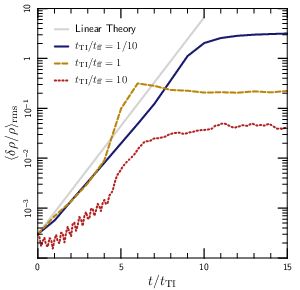 10
1
10⁻¹
10⁻²
10⁻³
⟨δρ/ρ⟩rms
Linear Theory
tTI/tff = 1/10
tTI/tff = 1
tTI/tff = 10
0 5 10 15
t/tTI